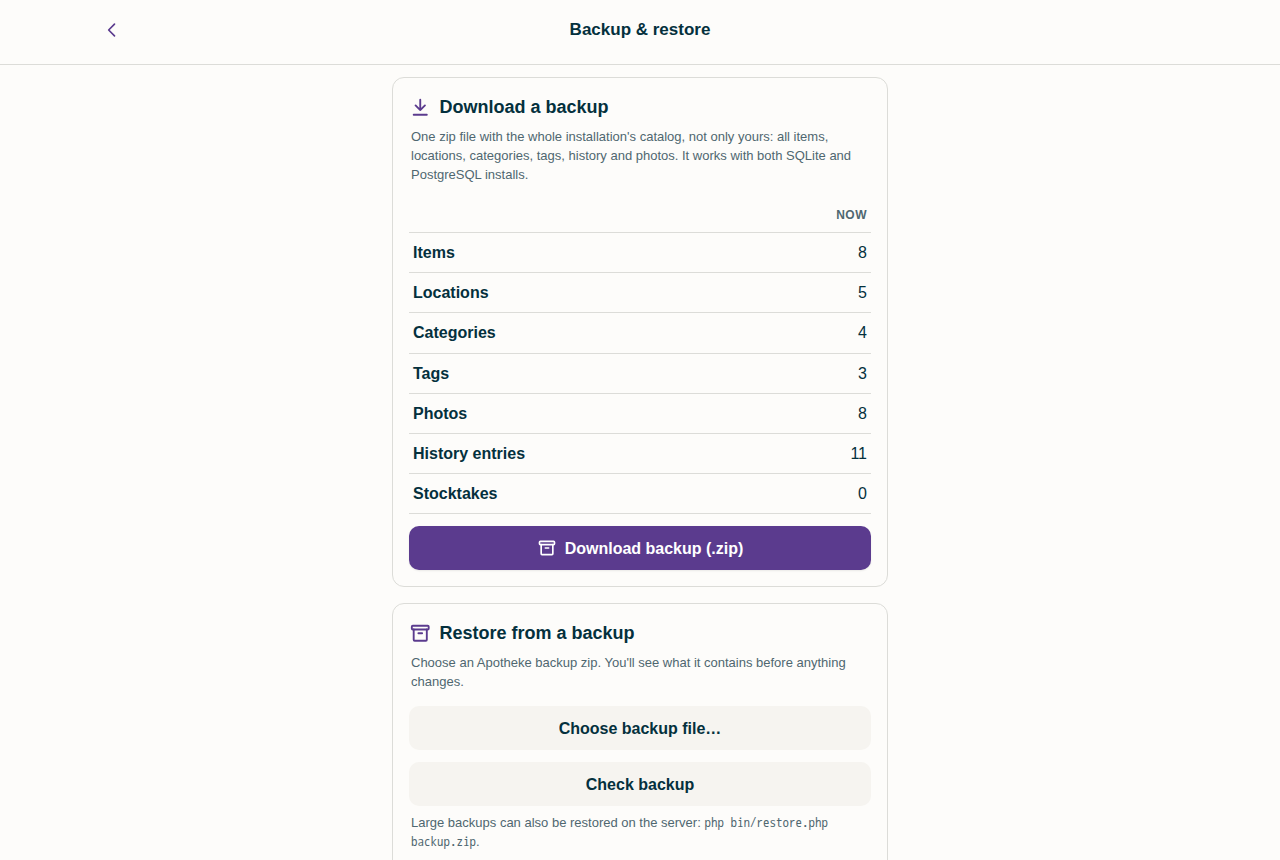 Backup & restore
Download a backup
One zip file with the whole installation's catalog, not only yours: all items,
locations, categories, tags, history and photos. It works with both SQLite and
PostgreSQL installs.
NOW
Items 8
Locations 5
Categories 4
Tags 3
Photos 8
History entries 11
Stocktakes 0
Download backup (.zip)
Restore from a backup
Choose an Apotheke backup zip. You'll see what it contains before anything
changes.
Choose backup file…
Check backup
Large backups can also be restored on the server: php bin/restore.php
backup.zip.